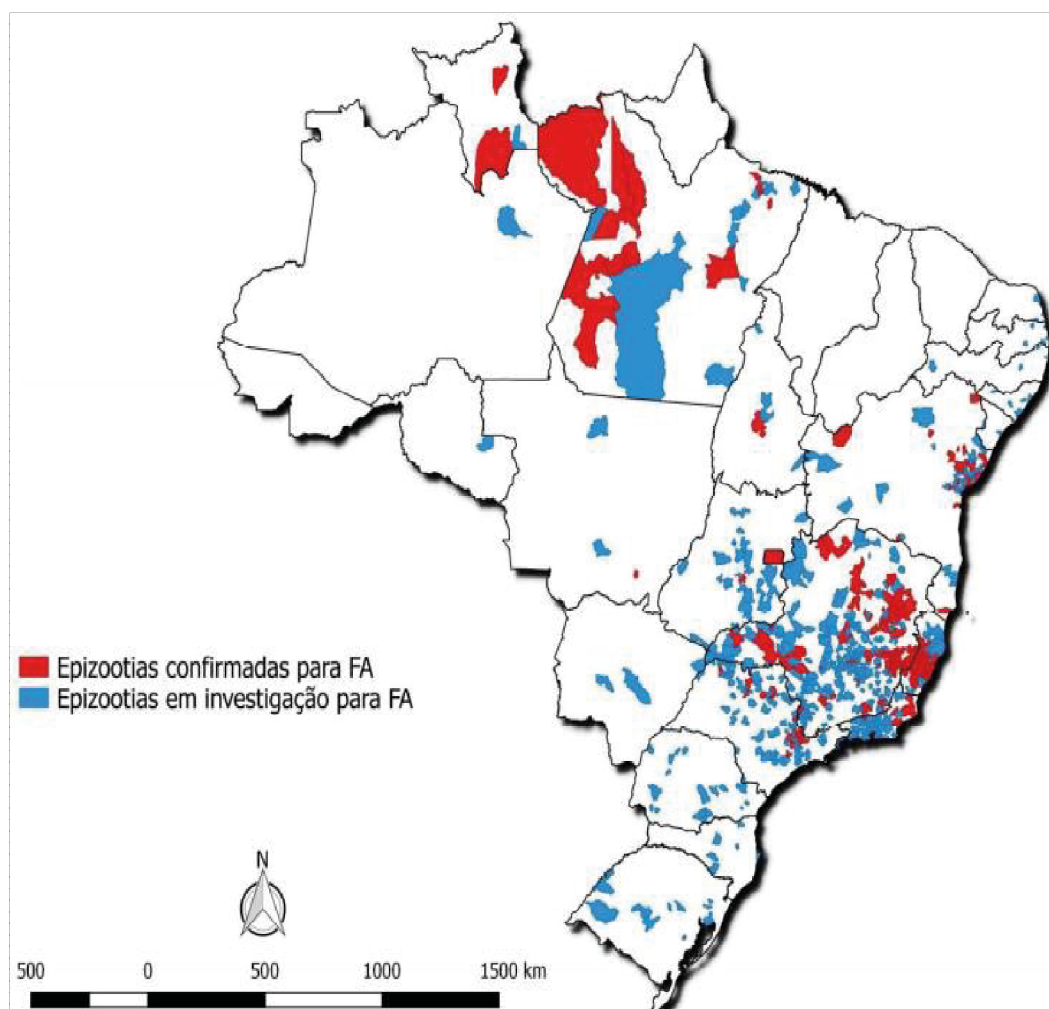 Epizootias confirmadas para FA
Epizootias em investigação para FA
N
500 0 500 1000 1500 km